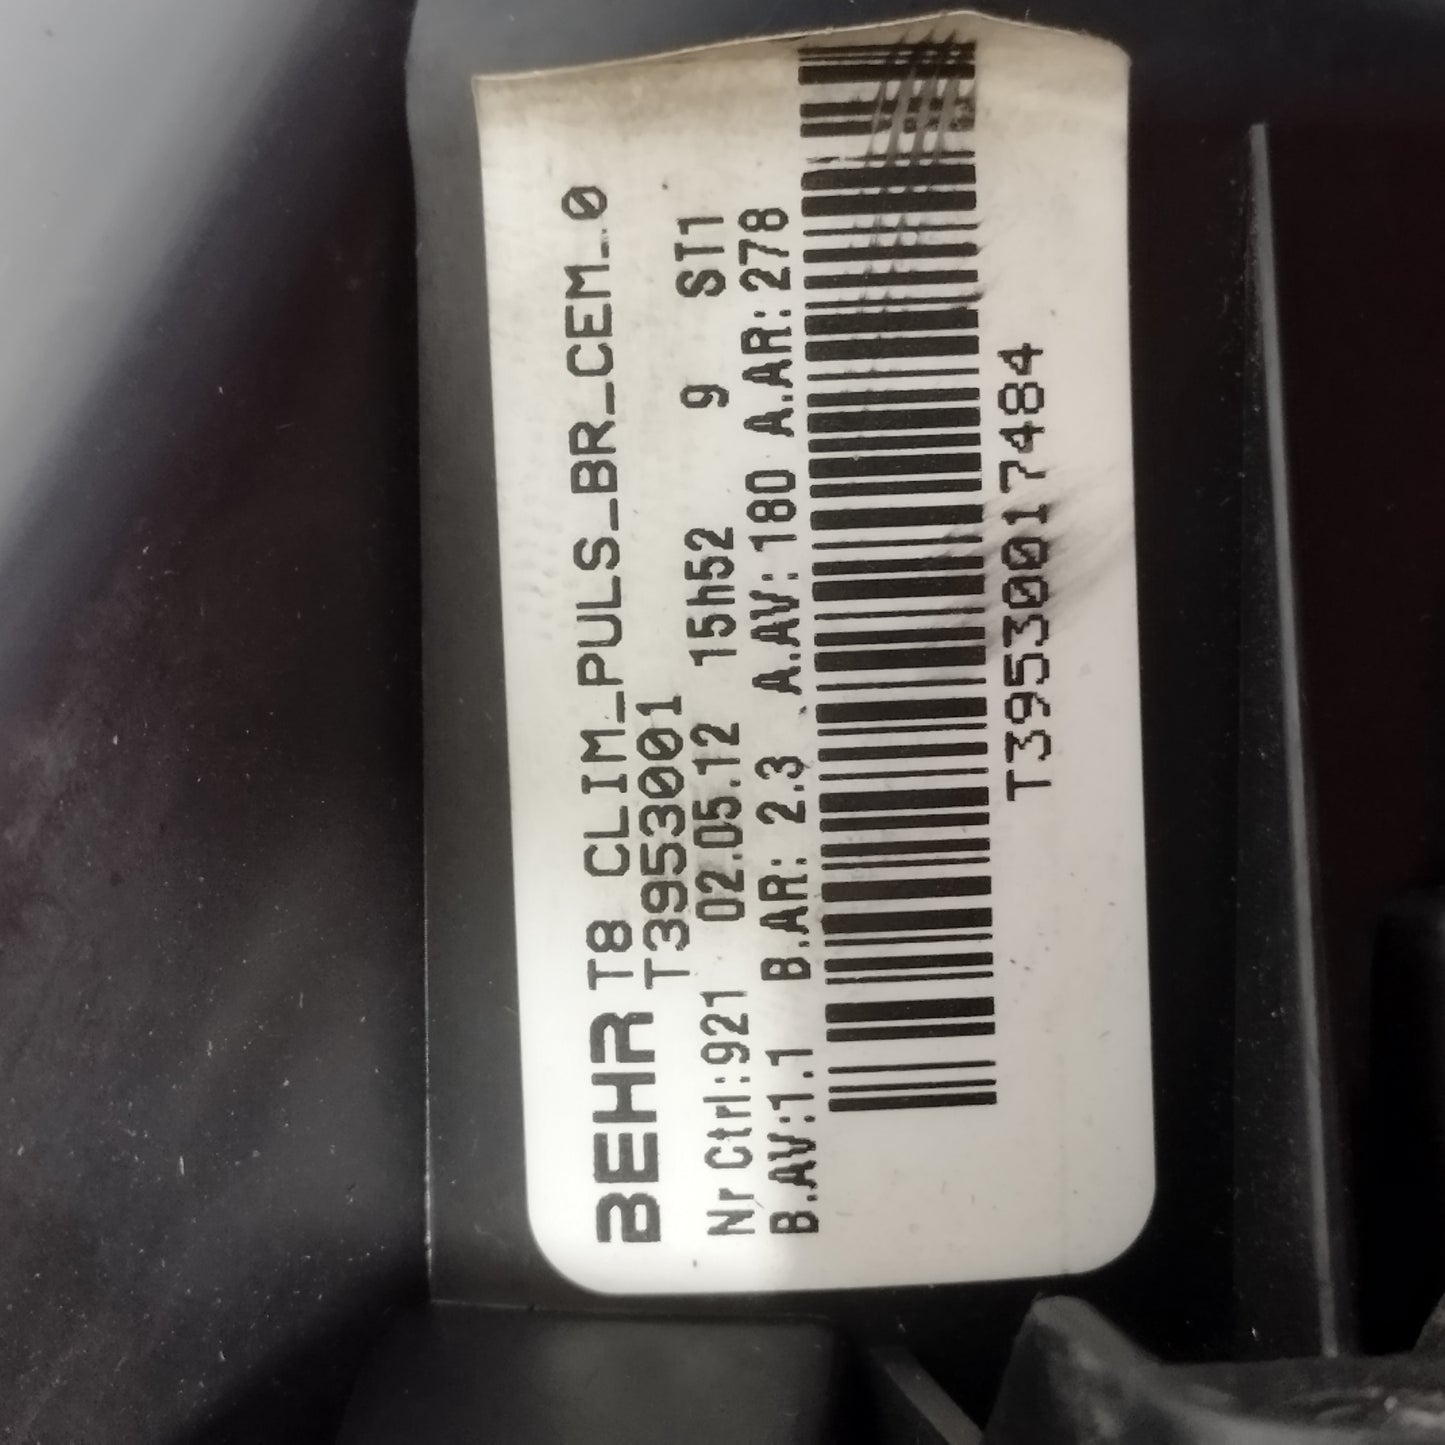 BEHR T8 CLIM_PULS_BR_CEM_0
T3953001
Nr Ctrl:921 02.05.12 15h52 9 ST1
B.AV:1.1 B.AR: 2.3 A.AV:180 A.AR:278
T39530017484